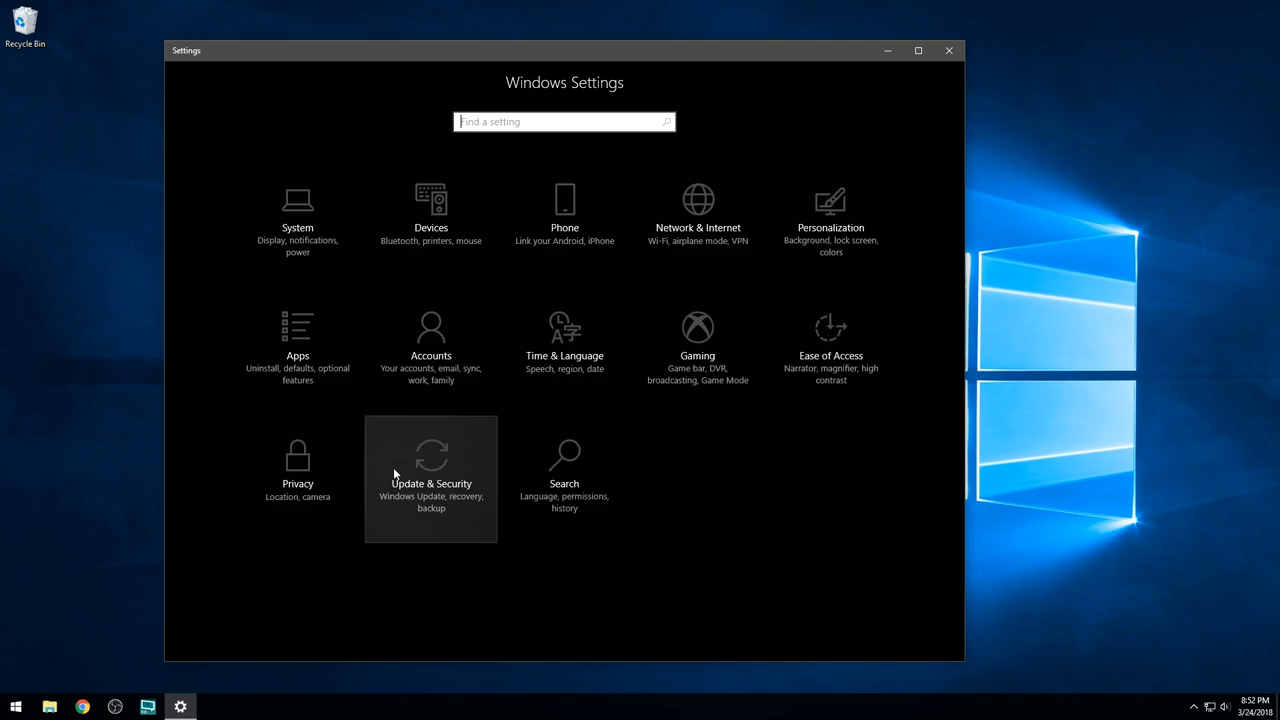 Recycle Bin
Settings
Windows Settings
Find a setting
System
Display, notifications,
power
Devices
Bluetooth, printers, mouse
Phone
Link your Android, iPhone
Network & Internet
Wi-Fi, airplane mode, VPN
Personalization
Background, lock screen,
colors
Apps
Uninstall, defaults, optional
features
Accounts
Your accounts, email, sync,
work, family
Time & Language
Speech, region, date
Gaming
Game bar, DVR,
broadcasting, Game Mode
Ease of Access
Narrator, magnifier, high
contrast
Privacy
Location, camera
Update & Security
Windows Update, recovery,
backup
Search
Language, permissions,
history
8:52 PM
3/24/2018